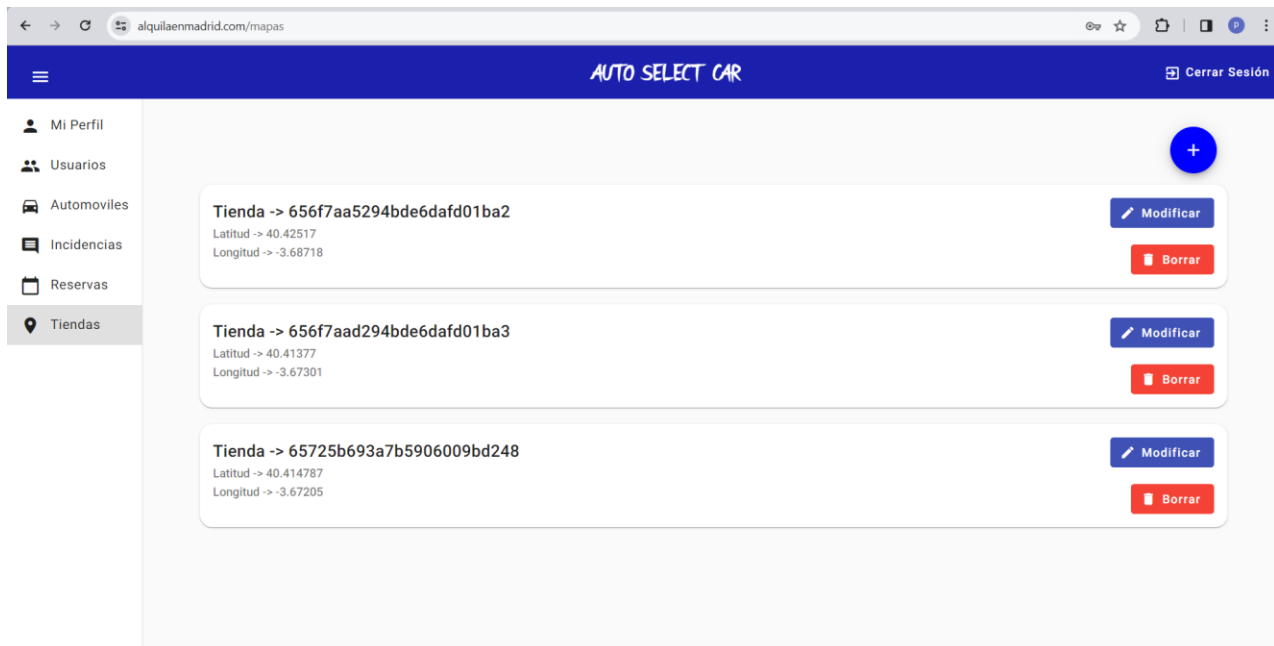 alquilaenmadrid.com/mapas
P
AUTO SELECT CAR
Cerrar Sesión
Mi Perfil
Usuarios
Automoviles
Incidencias
Reservas
Tiendas
+
Tienda -> 656f7aa5294bde6dafd01ba2
Latitud -> 40.42517
Longitud -> -3.68718
Modificar
Borrar
Tienda -> 656f7aad294bde6dafd01ba3
Latitud -> 40.41377
Longitud -> -3.67301
Modificar
Borrar
Tienda -> 65725b693a7b5906009bd248
Latitud -> 40.414787
Longitud -> -3.67205
Modificar
Borrar